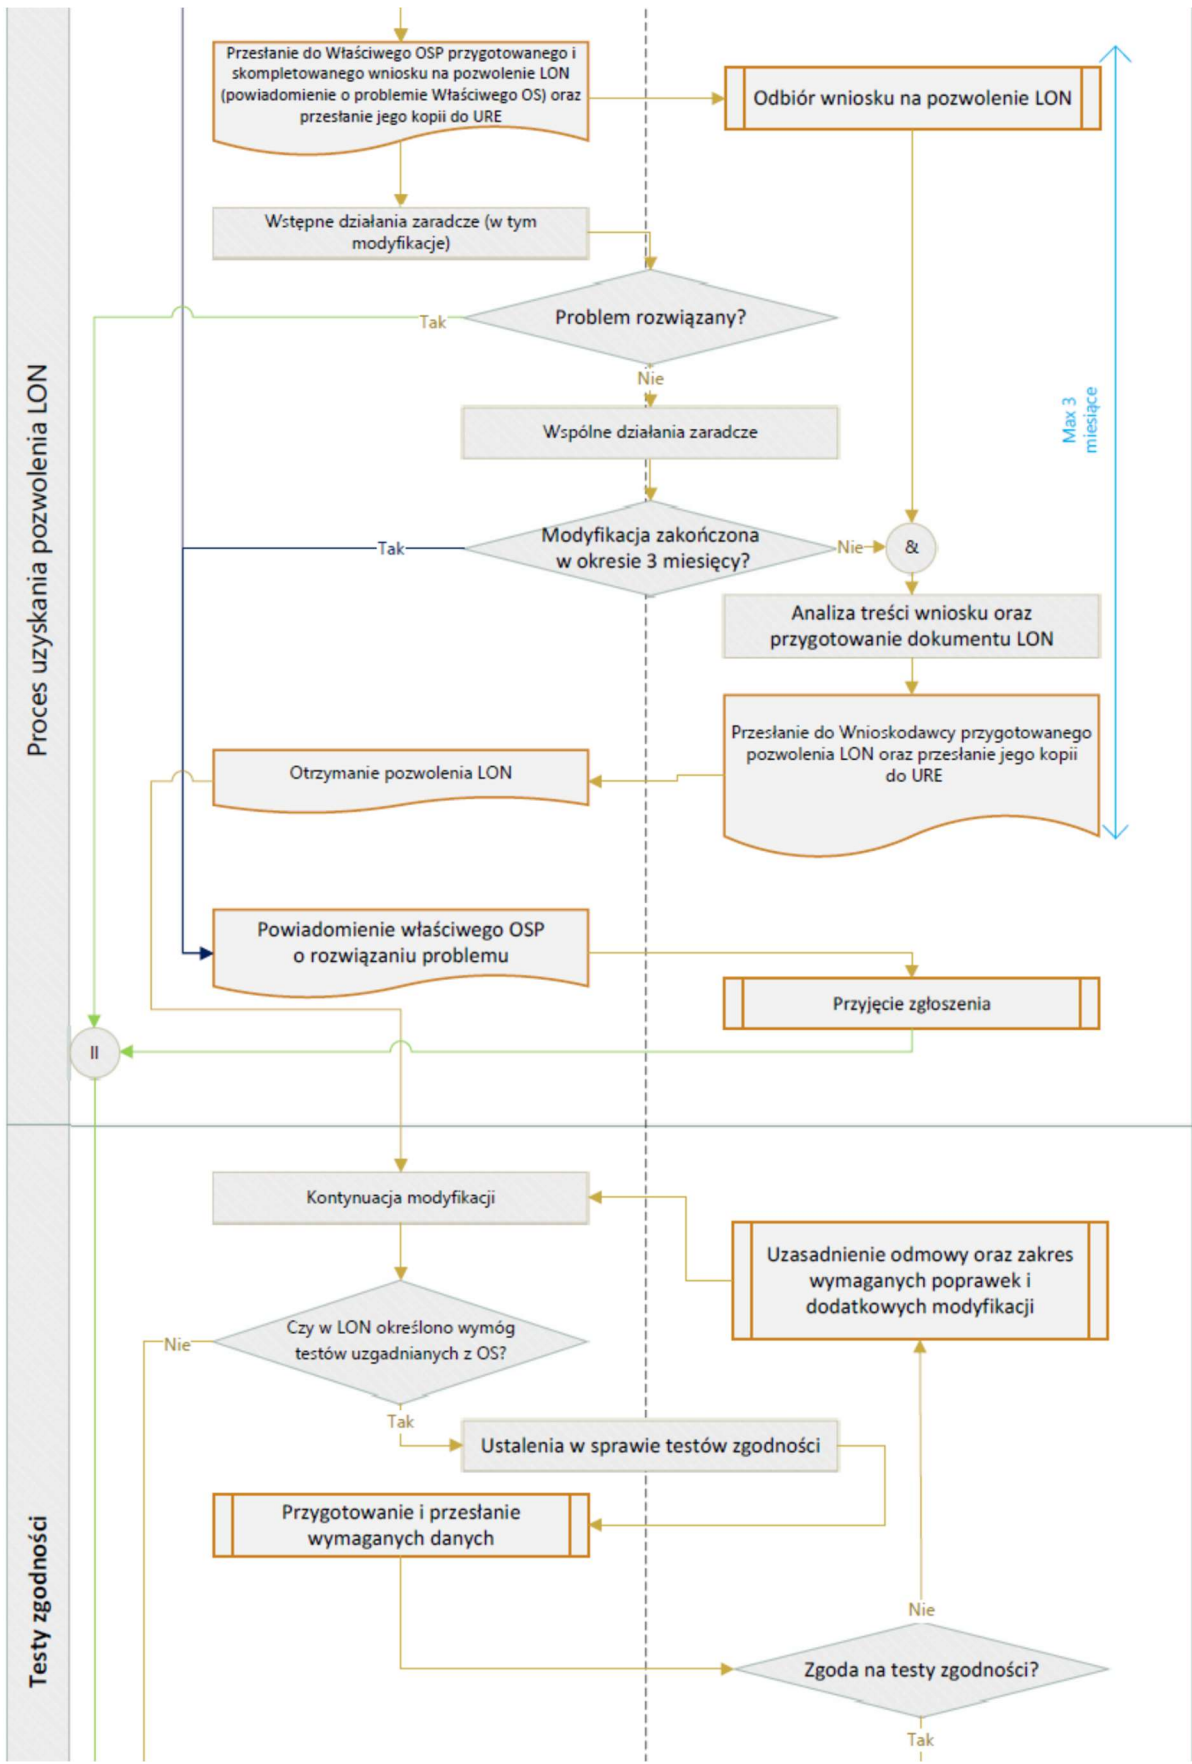 Proces uzyskania pozwolenia LON
Przesłanie do Właściwego OSP przygotowanego i
skompletowanego wniosku na pozwolenie LON
(powiadomienie o problemie Właściwego OS) oraz
przesłanie jego kopii do URE
Odbiór wniosku na pozwolenie LON
Wstępne działania zaradcze (w tym
modyfikacje)
Problem rozwiązany?
Tak
Nie
Max 3
miesiące
Wspólne działania zaradcze
Modyfikacja zakończona
w okresie 3 miesięcy?
Tak
Nie
&
Analiza treści wniosku oraz
przygotowanie dokumentu LON
Przesłanie do Wnioskodawcy przygotowanego
pozwolenia LON oraz przesłanie jego kopii
do URE
Otrzymanie pozwolenia LON
Powiadomienie właściwego OSP
o rozwiązaniu problemu
Przyjęcie zgłoszenia
II
Testy zgodności
Kontynuacja modyfikacji
Uzasadnienie odmowy oraz zakres
wymaganych poprawek i
dodatkowych modyfikacji
Czy w LON określono wymóg
testów uzgadnianych z OS?
Nie
Tak
Ustalenia w sprawie testów zgodności
Przygotowanie i przesłanie
wymaganych danych
Nie
Zgoda na testy zgodności?
Tak